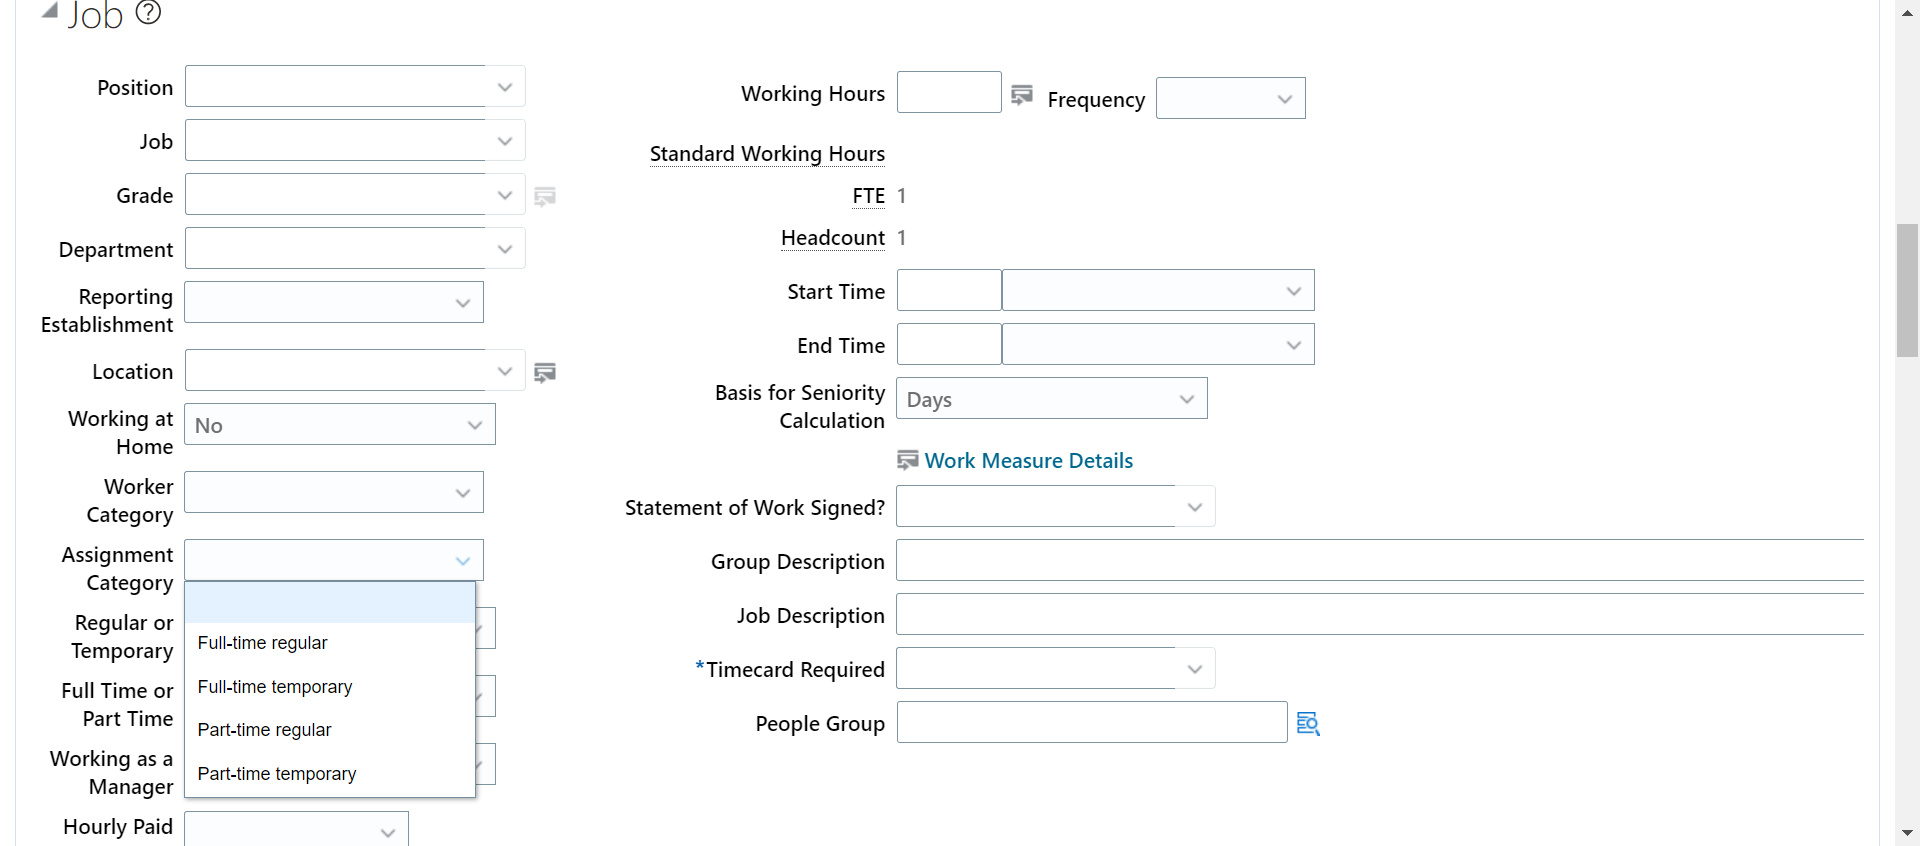 Job
Position
Job
Grade
Department
Reporting
Establishment
Location
Working at
Home
No
Worker
Category
Assignment
Category
Full-time regular
Full-time temporary
Part-time regular
Part-time temporary
Regular or
Temporary
Full Time or
Part Time
Working as a
Manager
Hourly Paid
Working Hours
Frequency
Standard Working Hours
FTE 1
Headcount 1
Start Time
End Time
Basis for Seniority
Calculation
Days
Work Measure Details
Statement of Work Signed?
Group Description
Job Description
*Timecard Required
People Group